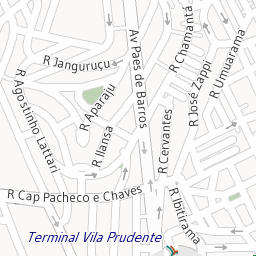 Av Paes de Barros
R Chamantá
R Janguruçu
R Umuarama
R José Zappi
R Aparaju
R Agostinho Lattari
R Ilansa
R Cervantes
R Cap Pacheco e Chaves
R Ibitirama
Terminal Vila Prudente